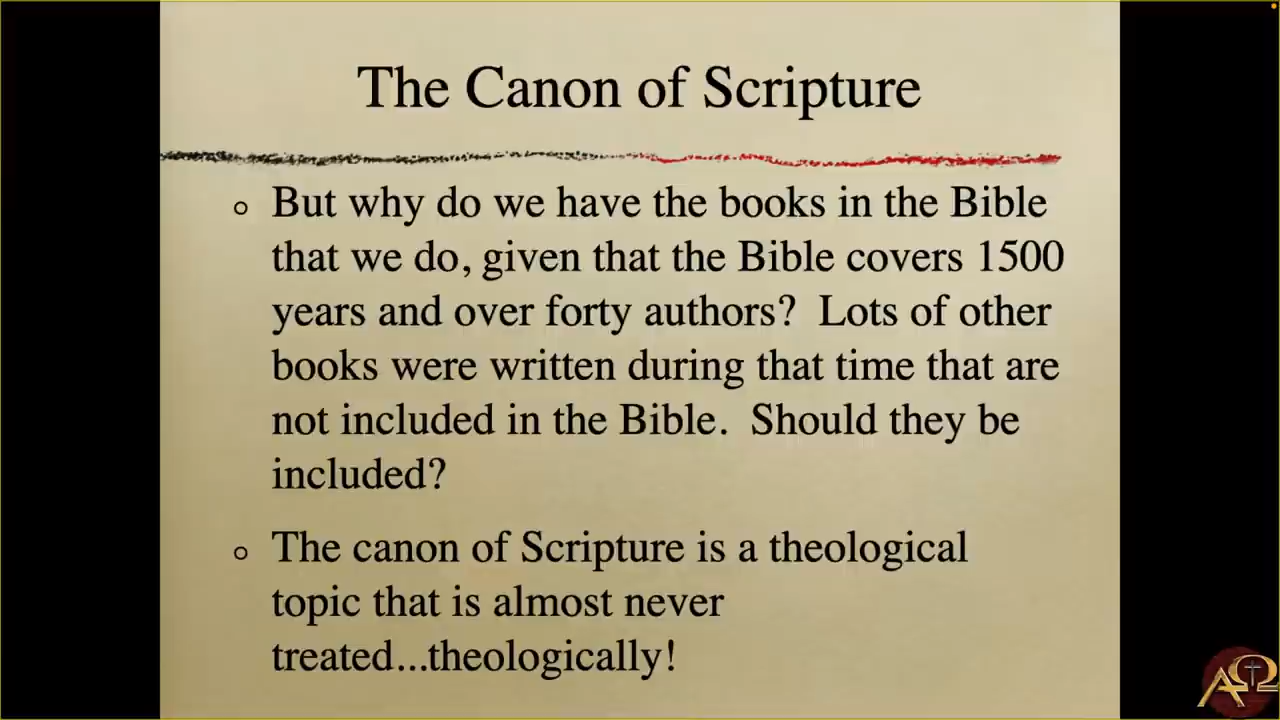 The Canon of Scripture
But why do we have the books in the Bible
that we do, given that the Bible covers 1500
years and over forty authors?  Lots of other
books were written during that time that are
not included in the Bible.  Should they be
included?
The canon of Scripture is a theological
topic that is almost never
treated...theologically!
ΑΩ